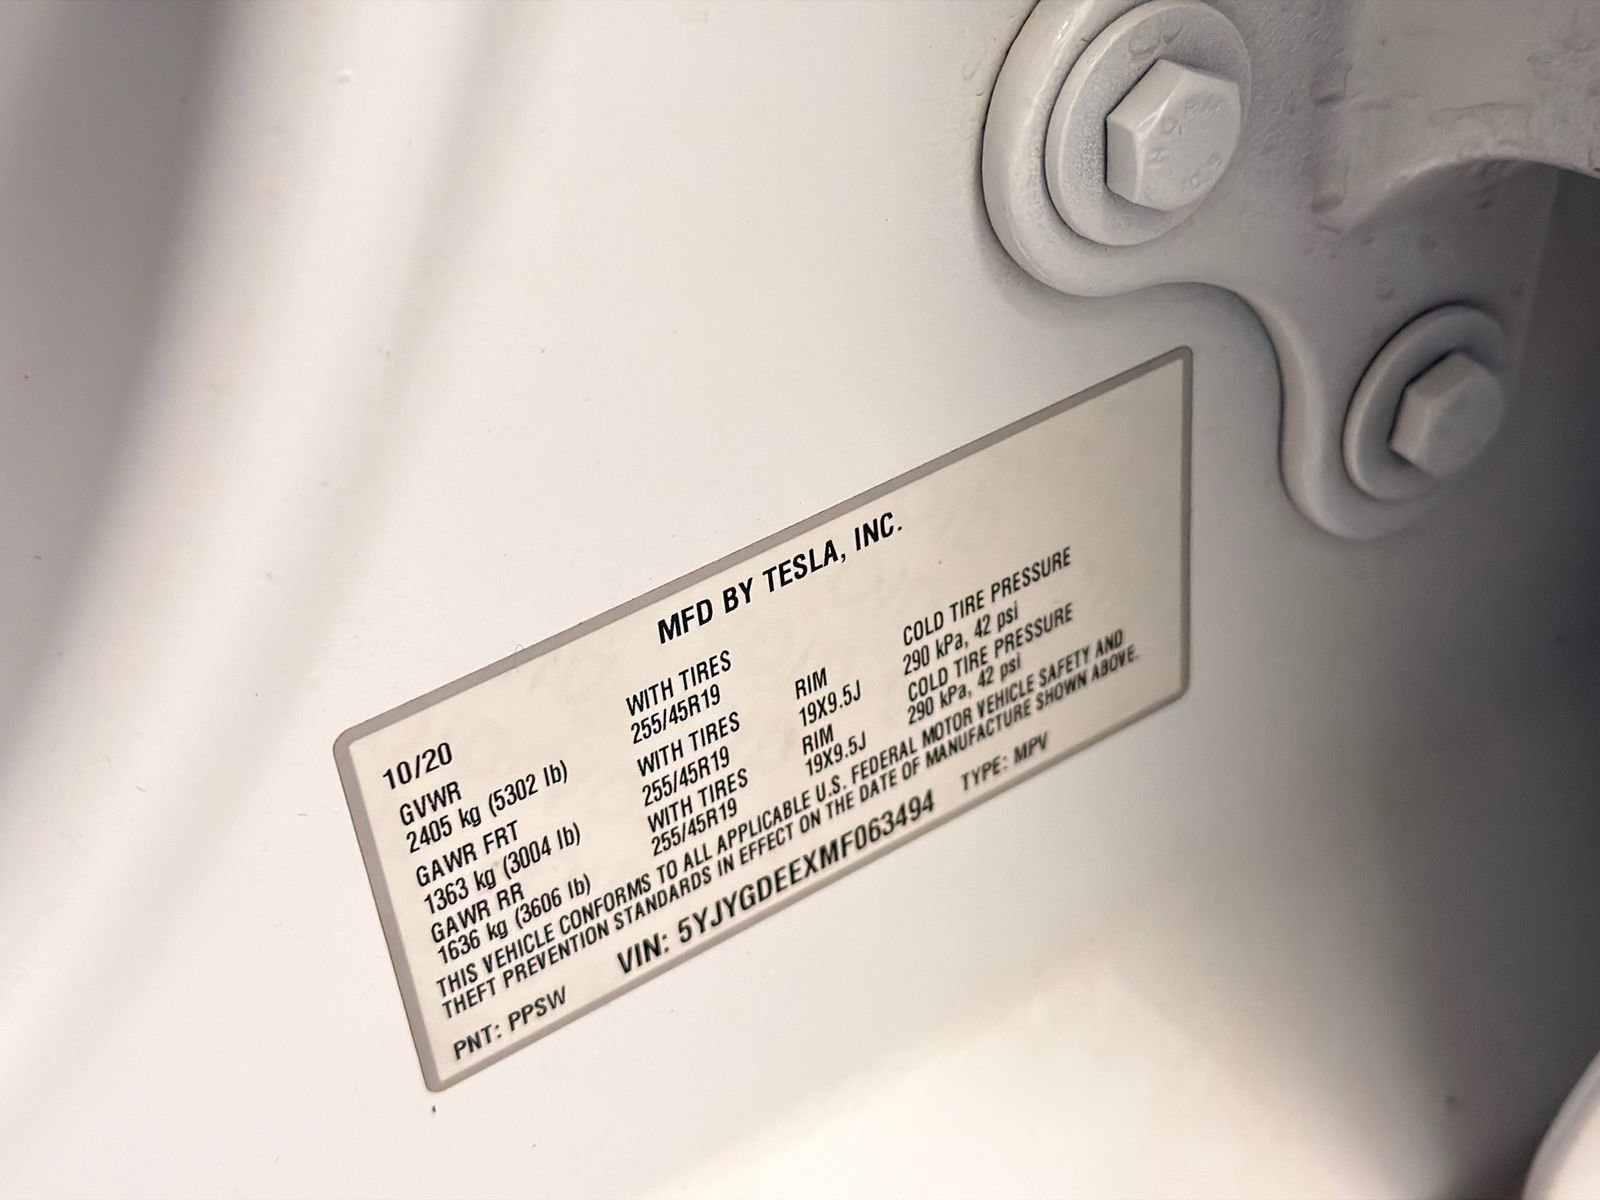 MFD BY TESLA, INC.
10/20
GVWR WITH TIRES RIM COLD TIRE PRESSURE
2405 kg (5302 lb) 255/45R19 19X9.5J 290 kPa, 42 psi
GAWR FRT WITH TIRES RIM COLD TIRE PRESSURE
1363 kg (3004 lb) 255/45R19 19X9.5J 290 kPa, 42 psi
GAWR RR WITH TIRES
1636 kg (3606 lb) 255/45R19
THIS VEHICLE CONFORMS TO ALL APPLICABLE U.S. FEDERAL MOTOR VEHICLE SAFETY AND
THEFT PREVENTION STANDARDS IN EFFECT ON THE DATE OF MANUFACTURE SHOWN ABOVE.
PNT: PPSW VIN: 5YJYGDEEXMF063494 TYPE: MPV